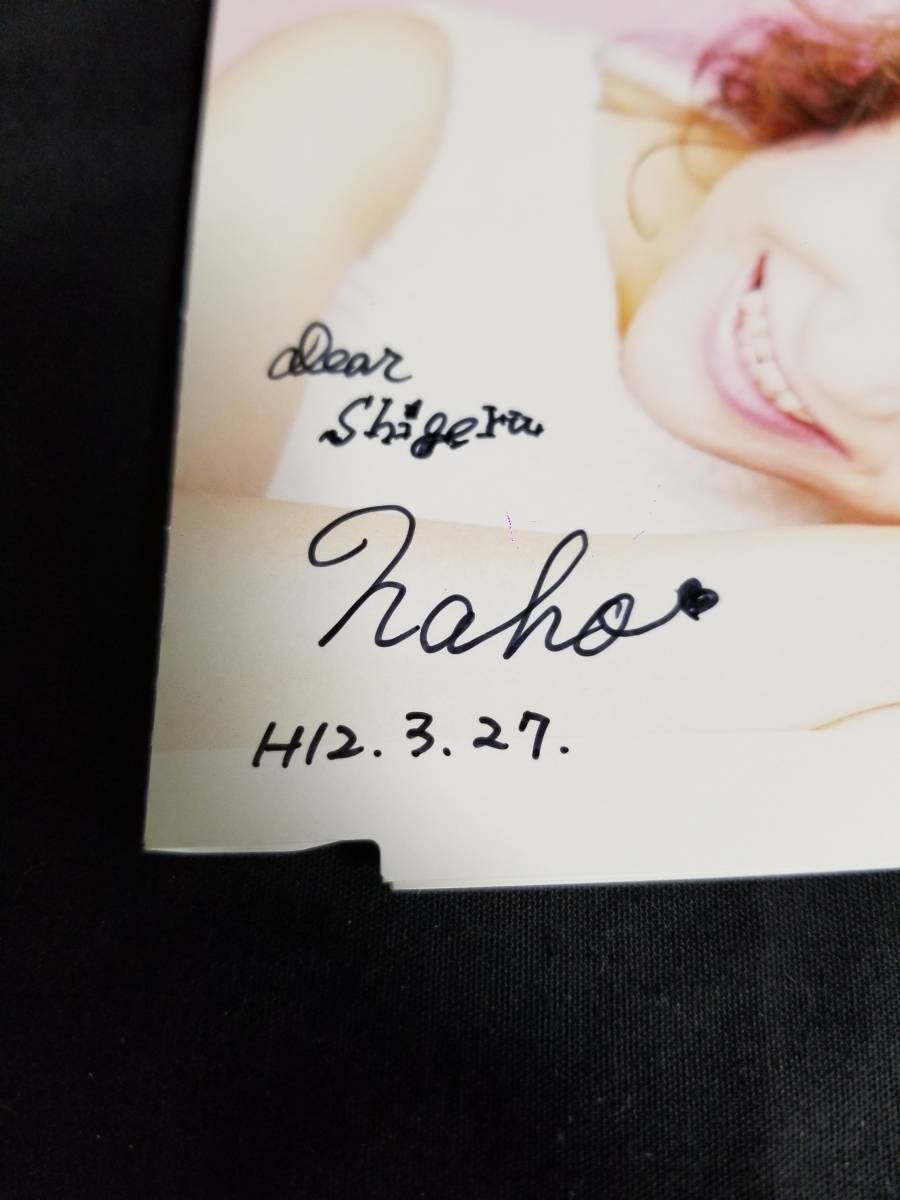 Dear
Shigeru
Naho
H12.3.27.